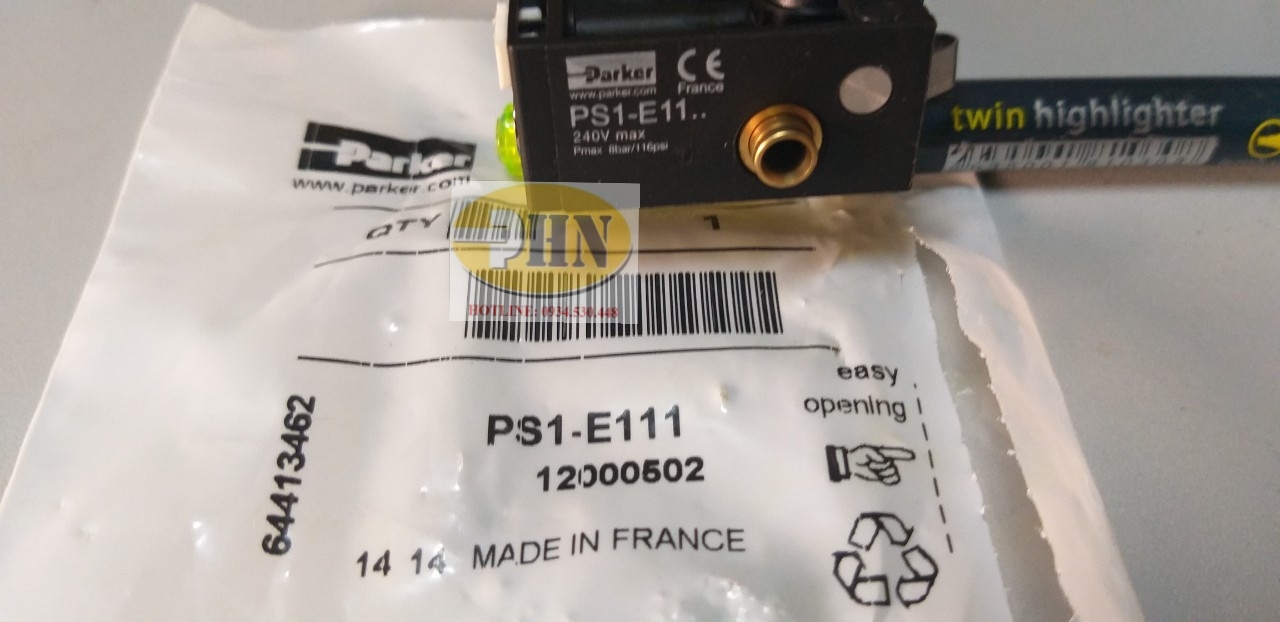 Parker
CE
www.parker.com
France
PS1-E11..
240V max
Pmax 8bar/116psi
twin highlighter
Parker
www.parker.com
QTY 1
PHN
HOTLINE: 0934.530.448
easy
opening
PS1-E111
12000502
64413462
14 14 MADE IN FRANCE